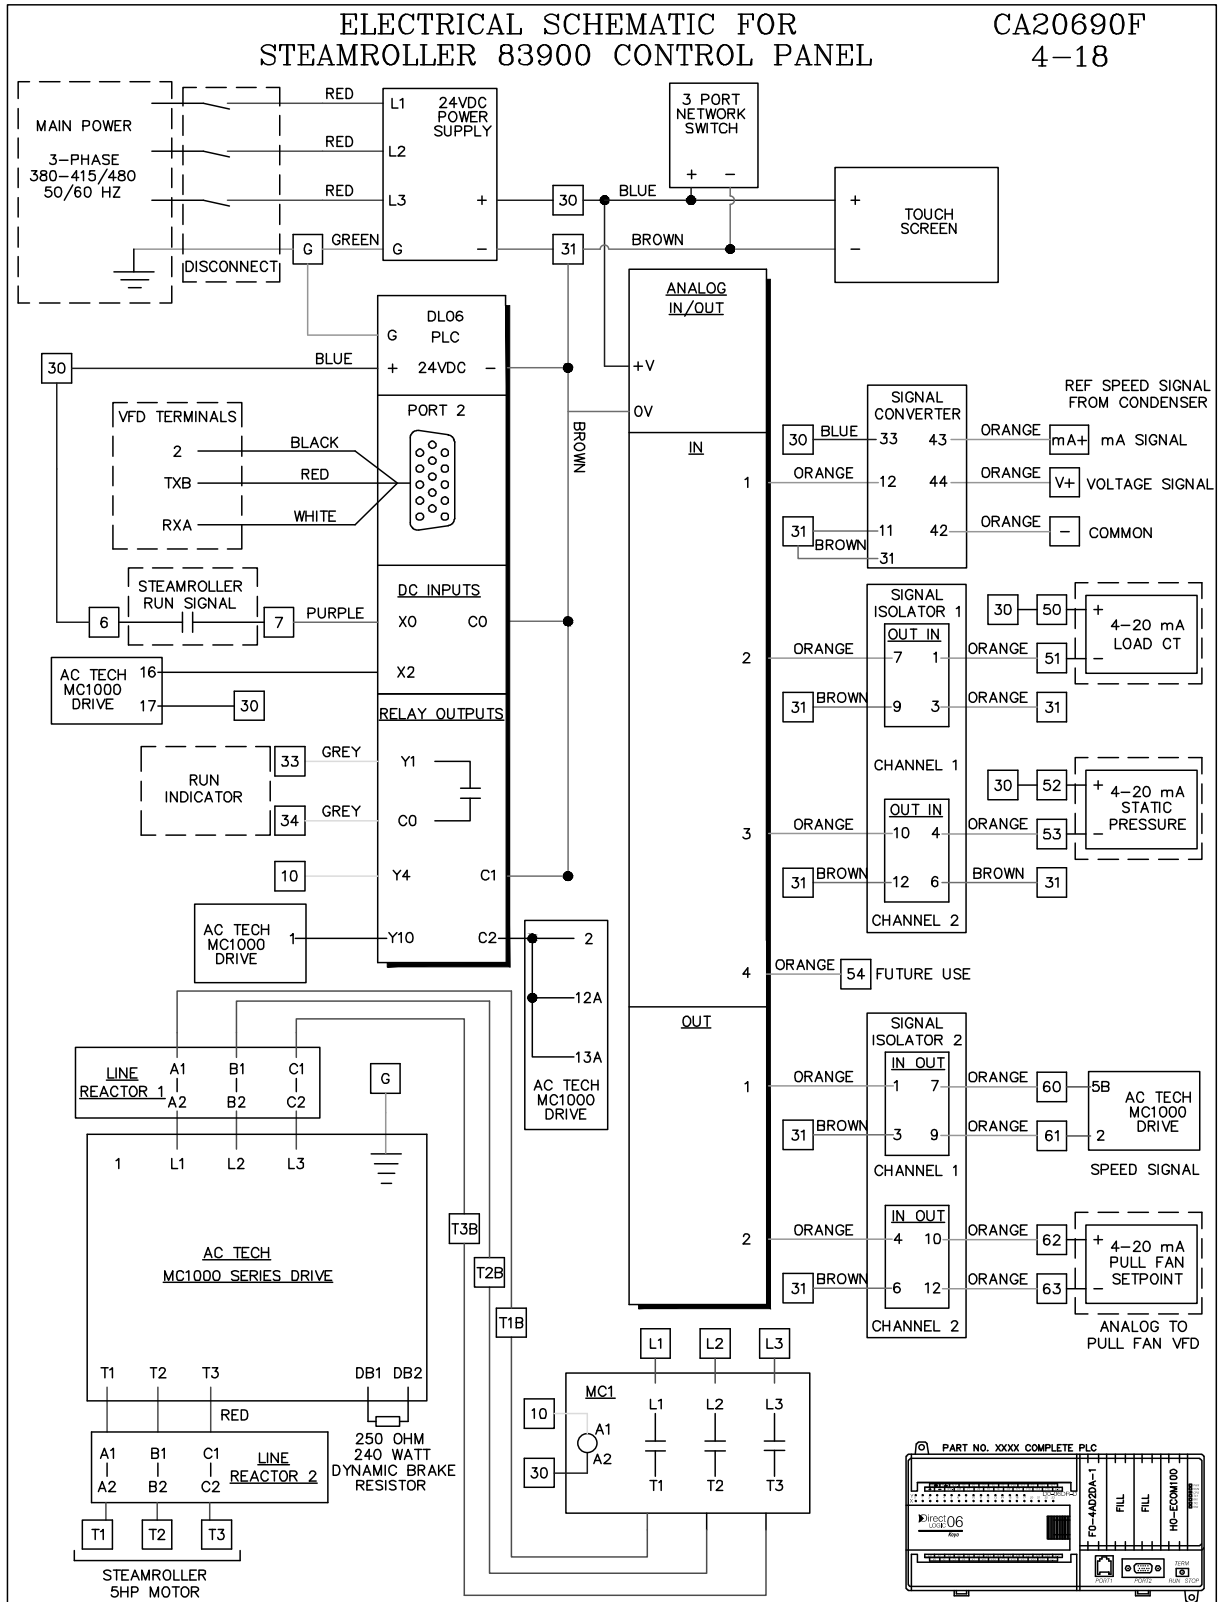 ELECTRICAL SCHEMATIC FOR
STEAMROLLER 83900 CONTROL PANEL
CA20690F
4-18
MAIN POWER
3-PHASE
380-415/480
50/60 HZ
DISCONNECT
RED
RED
RED
G
GREEN
L1
L2
L3
G
24VDC
POWER
SUPPLY
+
-
30
31
BLUE
BROWN
3 PORT
NETWORK
SWITCH
+ -
+
-
TOUCH
SCREEN
DL06
PLC
G
+ 24VDC -
30
BLUE
VFD TERMINALS
2
TXB
RXA
BLACK
RED
WHITE
PORT 2
BROWN
STEAMROLLER
RUN SIGNAL
6
7
PURPLE
DC INPUTS
X0 C0
X2
AC TECH
MC1000
DRIVE
16
17
30
RELAY OUTPUTS
RUN
INDICATOR
33
GREY
Y1
34
GREY
C0
10
Y4 C1
AC TECH
MC1000
DRIVE
1
Y10 C2
2
12A
13A
AC TECH
MC1000
DRIVE
ANALOG
IN/OUT
+V
0V
IN
1
2
3
4
OUT
1
2
SIGNAL
CONVERTER
REF SPEED SIGNAL
FROM CONDENSER
30 BLUE 33 43 ORANGE mA+ mA SIGNAL
ORANGE 12 44 ORANGE V+ VOLTAGE SIGNAL
31 11 42 ORANGE - COMMON
BROWN 31
SIGNAL
ISOLATOR 1
OUT IN
30 50 +
4-20 mA
LOAD CT
ORANGE 7 1 ORANGE 51 -
31 BROWN 9 3 ORANGE 31
CHANNEL 1
30 52 +
4-20 mA
STATIC
PRESSURE
OUT IN
ORANGE 10 4 ORANGE 53 -
31 BROWN 12 6 BROWN 31
CHANNEL 2
ORANGE 54 FUTURE USE
SIGNAL
ISOLATOR 2
IN OUT
ORANGE 1 7 ORANGE 60 5B
AC TECH
MC1000
DRIVE
31 BROWN 3 9 ORANGE 61 2
CHANNEL 1
SPEED SIGNAL
IN OUT
ORANGE 4 10 ORANGE 62 +
4-20 mA
PULL FAN
SETPOINT
31 BROWN 6 12 ORANGE 63 -
CHANNEL 2
ANALOG TO
PULL FAN VFD
LINE
REACTOR 1
A1 B1 C1
A2 B2 C2
G
1 L1 L2 L3
AC TECH
MC1000 SERIES DRIVE
T3B
T2B
T1B
T1 T2 T3 DB1 DB2
RED
250 OHM
240 WATT
DYNAMIC BRAKE
RESISTOR
A1 B1 C1
A2 B2 C2
LINE
REACTOR 2
T1 T2 T3
STEAMROLLER
5HP MOTOR
L1 L2 L3
MC1
10
30
A1
A2
L1 L2 L3
T1 T2 T3
PART NO. XXXX COMPLETE PLC
F0-4AD2DA-1
FILL
FILL
H0-ECOM100
Direct
LOGIC 06
Koyo
PORT1
PORT2
TERM
RUN STOP